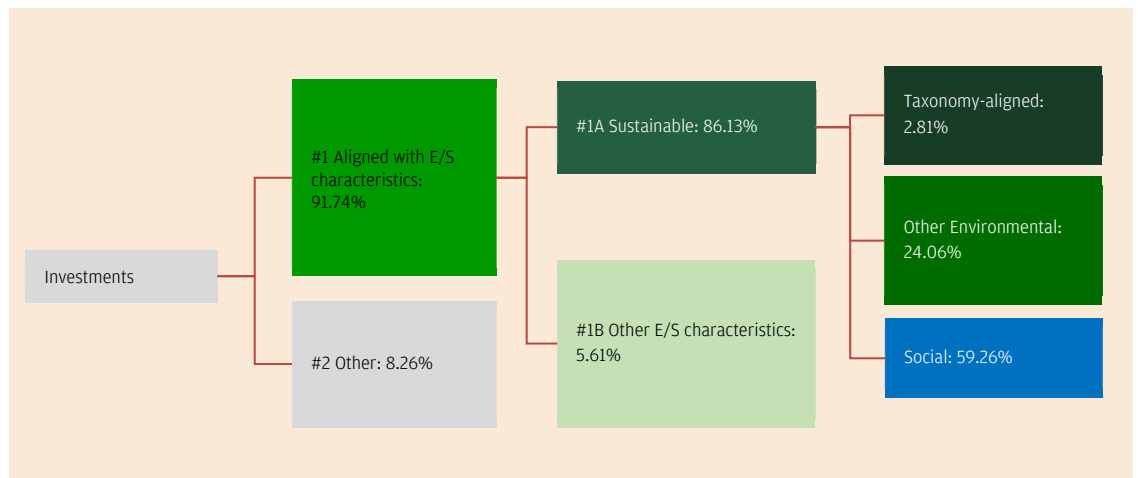 Investments
#1 Aligned with E/S
characteristics:
91.74%
#2 Other: 8.26%
#1A Sustainable: 86.13%
#1B Other E/S characteristics:
5.61%
Taxonomy-aligned:
2.81%
Other Environmental:
24.06%
Social: 59.26%